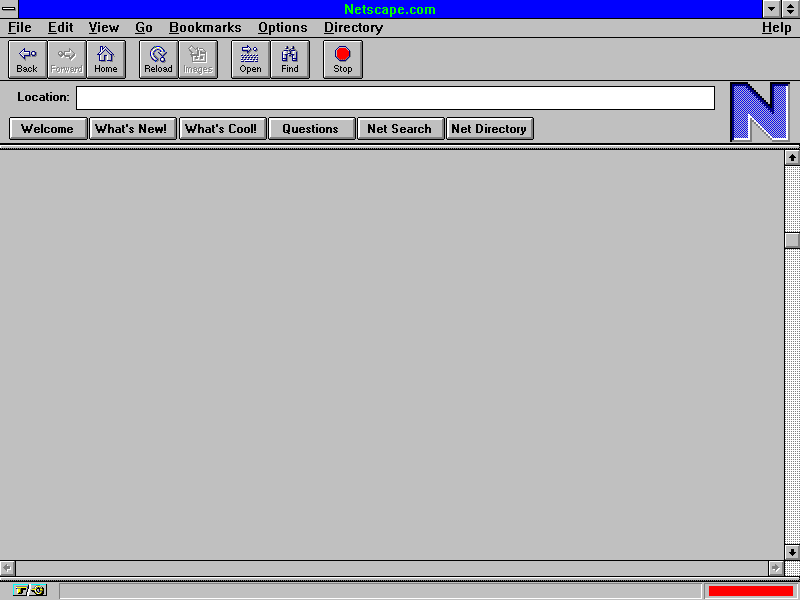 Netscape.com
File Edit View Go Bookmarks Options Directory Help
Back Forward Home Reload Images Open Find Stop
Location:
N
Welcome What's New! What's Cool! Questions Net Search Net Directory